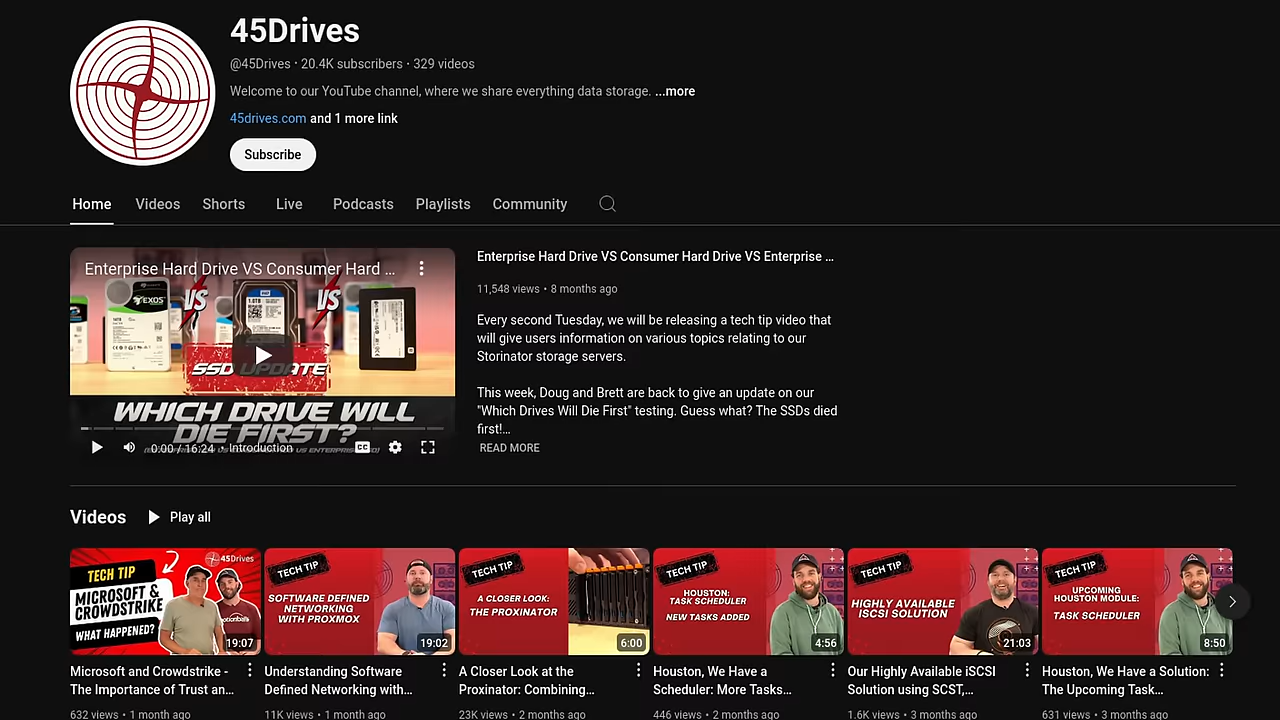 45Drives
@45Drives • 20.4K subscribers • 329 videos
Welcome to our YouTube channel, where we share everything data storage. ...more
45drives.com and 1 more link
Subscribe
Home
Videos
Shorts
Live
Podcasts
Playlists
Community
Enterprise Hard Drive VS Consumer Hard ...
EXOS
VS
1.0TB
VS
SSD UPDATE
WHICH DRIVE WILL
DIE FIRST?
0:00 / 16:24 • Introduction
CC
Enterprise Hard Drive VS Consumer Hard Drive VS Enterprise ...
11,548 views • 8 months ago
Every second Tuesday, we will be releasing a tech tip video that
will give users information on various topics relating to our
Storinator storage servers.
This week, Doug and Brett are back to give an update on our
"Which Drives Will Die First" testing. Guess what? The SSDs died
first!...
READ MORE
Videos
Play all
45Drives
TECH TIP
MICROSOFT &
CROWDSTRIKE
WHAT HAPPENED?
19:07
Microsoft and Crowdstrike -
The Importance of Trust an...
632 views • 1 month ago
TECH TIP
SOFTWARE DEFINED
NETWORKING
WITH PROXMOX
19:02
Understanding Software
Defined Networking with...
11K views • 1 month ago
TECH TIP
A CLOSER LOOK:
THE PROXINATOR
6:00
A Closer Look at the
Proxinator: Combining...
23K views • 2 months ago
TECH TIP
HOUSTON:
TASK SCHEDULER
NEW TASKS ADDED
4:56
Houston, We Have a
Scheduler: More Tasks...
446 views • 2 months ago
TECH TIP
HIGHLY AVAILABLE
ISCSI SOLUTION
21:03
Our Highly Available iSCSI
Solution using SCST,...
1.6K views • 3 months ago
TECH TIP
UPCOMING
HOUSTON MODULE:
TASK SCHEDULER
8:50
Houston, We Have a Solution:
The Upcoming Task...
631 views • 3 months ago